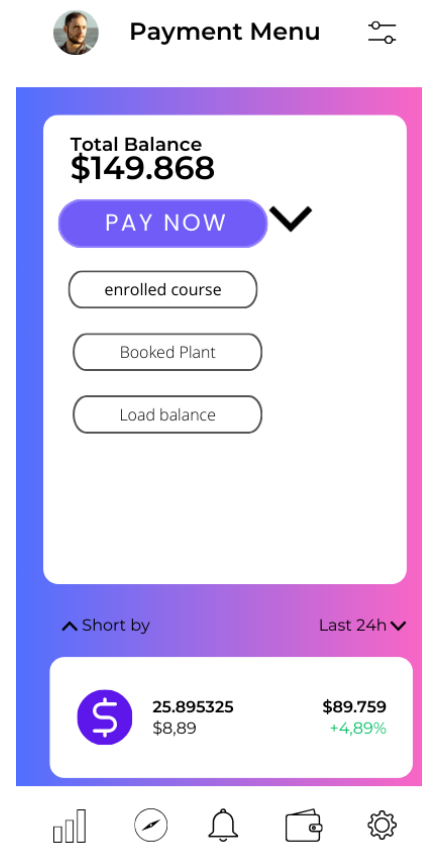 Payment Menu
Total Balance
$149.868
PAY NOW
enrolled course
Booked Plant
Load balance
Short by
Last 24h
25.895325
$89.759
$8,89
+4,89%